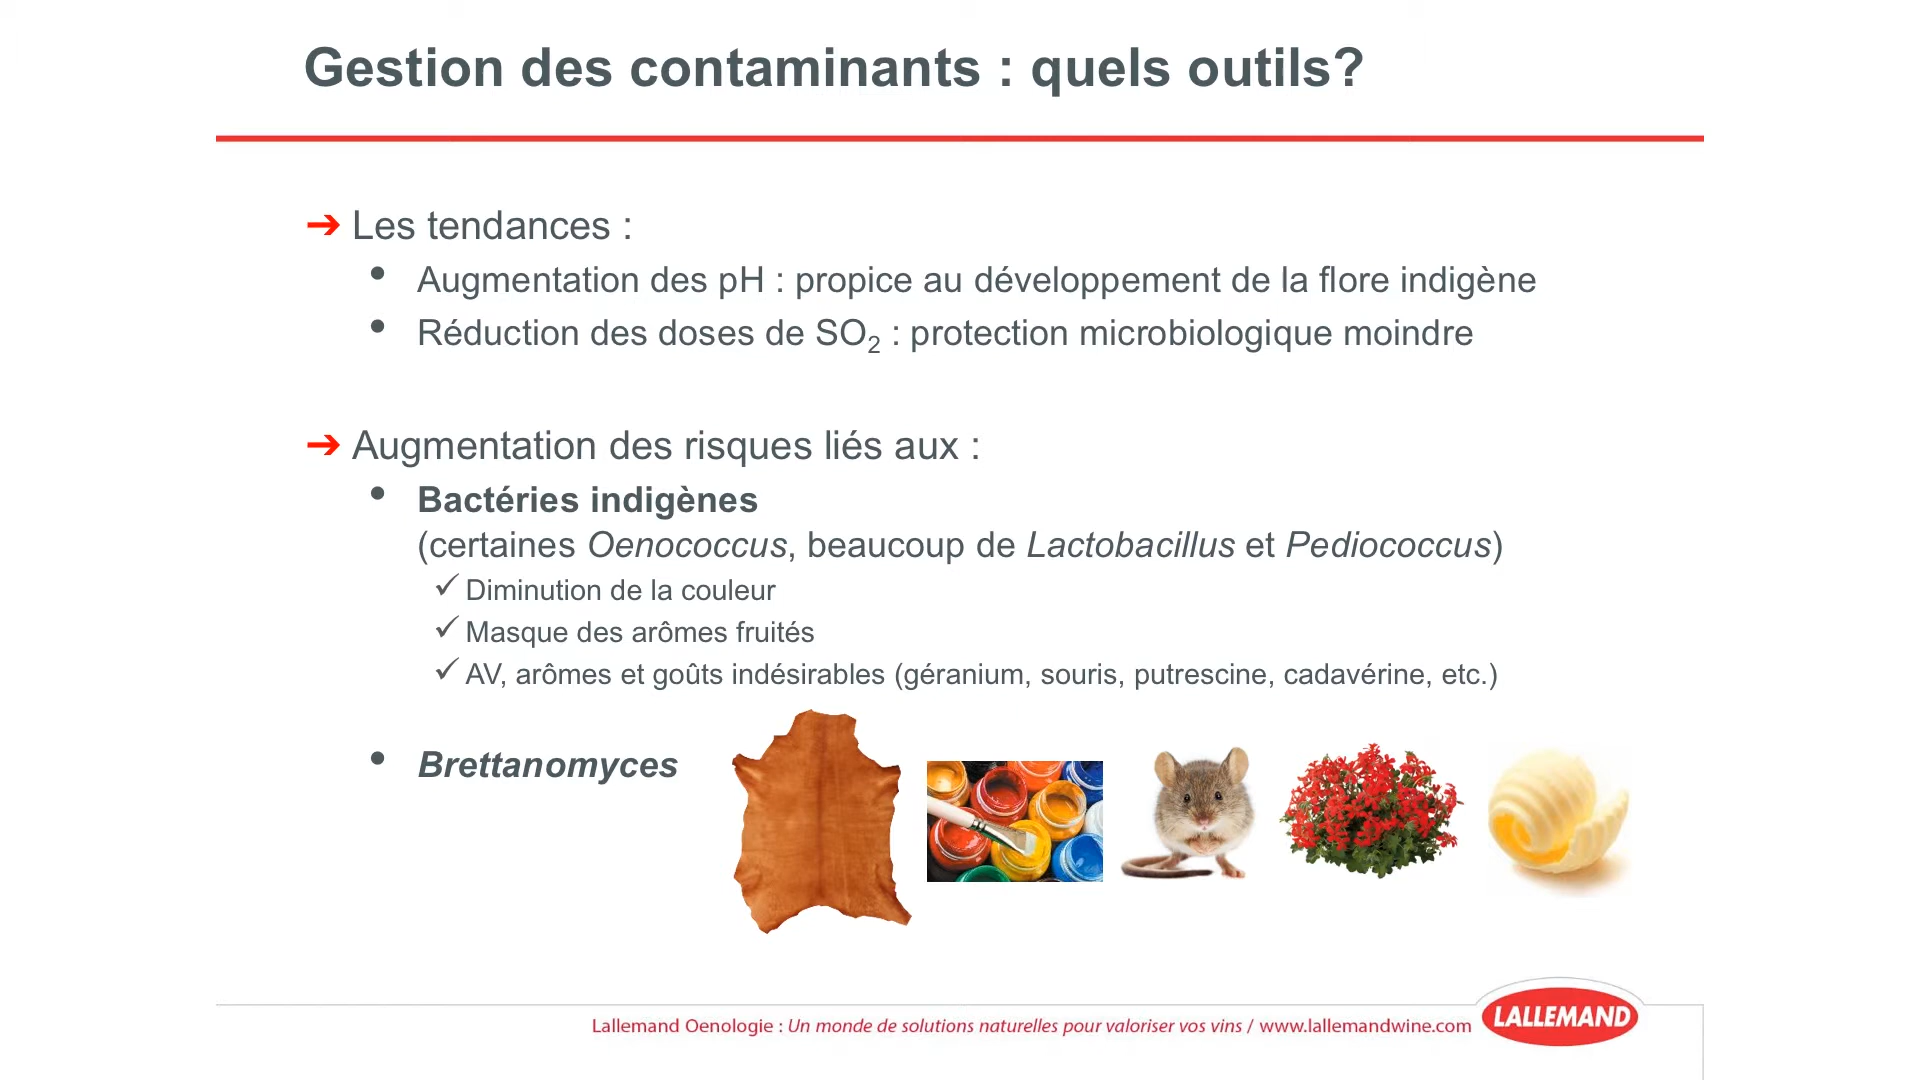 Gestion des contaminants : quels outils?
➔ Les tendances :
• Augmentation des pH : propice au développement de la flore indigène
• Réduction des doses de SO₂ : protection microbiologique moindre
➔ Augmentation des risques liés aux :
• Bactéries indigènes
(certaines Oenococcus, beaucoup de Lactobacillus et Pediococcus)
✓ Diminution de la couleur
✓ Masque des arômes fruités
✓ AV, arômes et goûts indésirables (géranium, souris, putrescine, cadavérine, etc.)
• Brettanomyces
Lallemand Oenologie : Un monde de solutions naturelles pour valoriser vos vins / www.lallemandwine.com
LALLEMAND